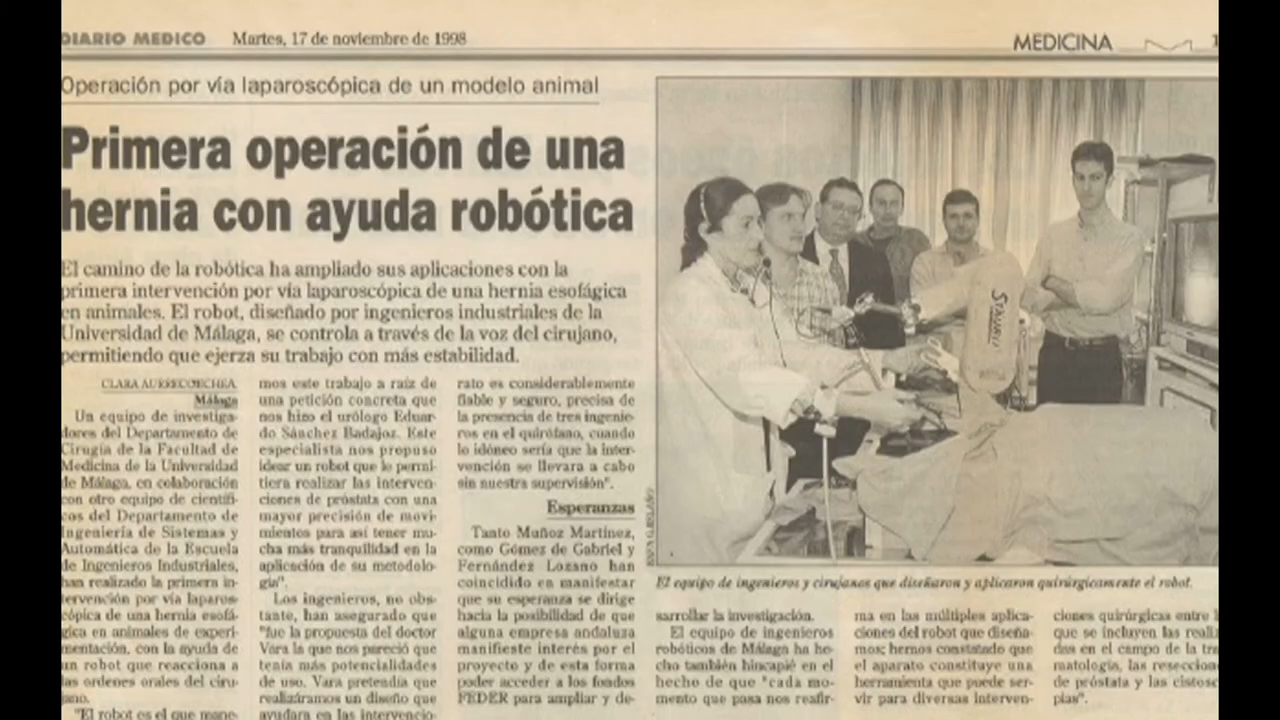 DIARIO MEDICO Martes, 17 de noviembre de 1998
MEDICINA
Operación por vía laparoscópica de un modelo animal
Primera operación de una
hernia con ayuda robótica
El camino de la robótica ha ampliado sus aplicaciones con la
primera intervención por vía laparoscópica de una hernia esofágica
en animales. El robot, diseñado por ingenieros industriales de la
Universidad de Málaga, se controla a través de la voz del cirujano,
permitiendo que ejerza su trabajo con más estabilidad.
CLARA AURRECOECHEA
Málaga
Un equipo de investiga-
dores del Departamento de
Cirugía de la Facultad de
Medicina de la Universidad
de Málaga, en colaboración
con otro equipo de científi-
cos del Departamento de
Ingeniería de Sistemas y
Automática de la Escuela
de Ingenieros Industriales,
han realizado la primera in-
tervención por vía laparos-
cópica de una hernia esofá-
gica en animales de experi-
mentación, con la ayuda de
un robot que reacciona a
las ordenes orales del ciru-
jano.
"El robot es el que mane-
mos este trabajo a raíz de
una petición concreta que
nos hizo el urólogo Eduar-
do Sánchez Badajoz. Este
especialista nos propuso
idear un robot que le permi-
tiera realizar las interven-
ciones de próstata con una
mayor precisión de movi-
mientos para así tener mu-
cha más tranquilidad en la
aplicación de su metodolo-
gía".
Los ingenieros, no obs-
tante, han asegurado que
"fue la propuesta del doctor
Vara la que nos pareció que
tenía más potencialidades
de uso. Vara pretendía que
realizáramos un diseño que
ayudara en las intervencio-
rato es considerablemente
fiable y seguro, precisa de
la presencia de tres ingenie-
ros en el quirófano, cuando
lo idóneo sería que la inter-
vención se llevara a cabo
sin nuestra supervisión".
Esperanzas
Tanto Muñoz Martínez,
como Gómez de Gabriel y
Fernández Lozano han
coincidido en manifestar
que su esperanza se dirige
hacia la posibilidad de que
alguna empresa andaluza
manifieste interés por el
proyecto y de esta forma
poder acceder a los fondos
FEDER para ampliar y de-
STAUBLI
El equipo de ingenieros y cirujanos que diseñaron y aplicaron quirúrgicamente el robot.
sarrollar la investigación.
El equipo de ingenieros
robóticos de Málaga ha he-
cho también hincapié en el
hecho de que "cada mo-
mento que pasa nos reafir-
ma en las múltiples aplica-
ciones del robot que diseña-
mos; hemos constatado que
el aparato constituye una
herramienta que puede ser-
vir para diversas interven-
ciones quirúrgicas entre l
que se incluyen las reali
das en el campo de la tra
matología, las reseccion
de próstata y las cistosc
pias".